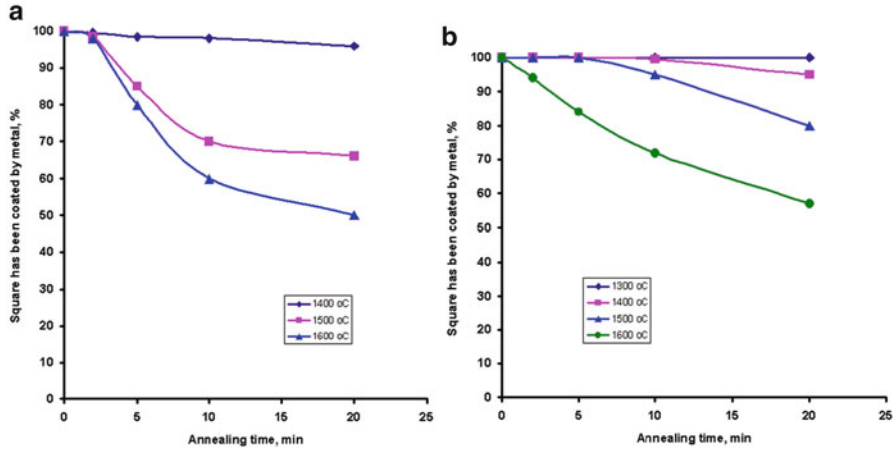 a
Square has been coated by metal, %
100
90
80
70
60
50
40
30
20
10
0
0 5 10 15 20 25
Annealing time, min
1400 oC
1500 oC
1600 oC
b
Square has been coated by metal, %
100
90
80
70
60
50
40
30
20
10
0
0 5 10 15 20 25
Annealing time, min
1300 oC
1400 oC
1500 oC
1600 oC